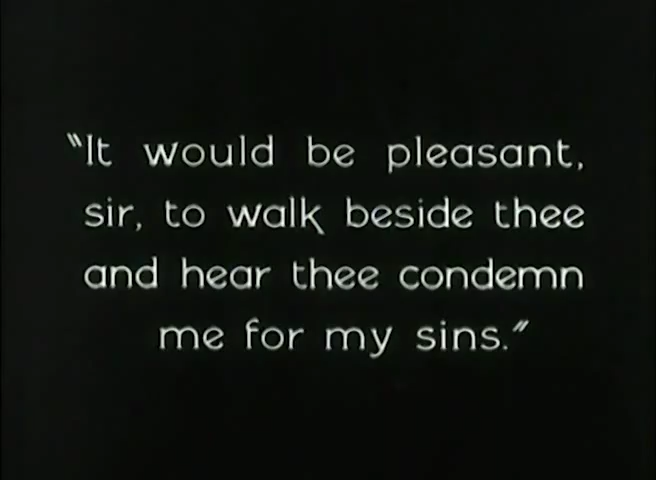 "It would be pleasant,
sir, to walk beside thee
and hear thee condemn
me for my sins."